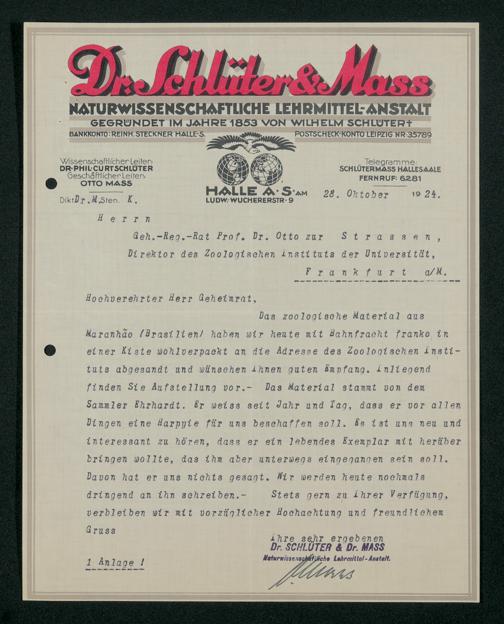 Dr. Schlüter & Mass
NATURWISSENSCHAFTLICHE LEHRMITTEL-ANSTALT
GEGRÜNDET IM JAHRE 1853 VON WILHELM SCHLÜTER†
BANKKONTO: REINH. STECKNER HALLE-S. POSTSCHECK-KONTO LEIPZIG NR 35789
Wissenschaftlicher Leiter:
DR·PHIL·CURT SCHLÜTER
Geschäftlicher Leiter:
OTTO MASS
Telegramme:
SCHLÜTERMASS HALLESAALE
FERNRUF: 6281
HALLE A·S· AM 28. Oktober 1924.
LUDW. WUCHERERSTR·9
Dikt. Dr.M. Sten. K.
Herrn
Geh.-Reg.-Rat Prof. Dr. Otto zur Strassen,
Direktor des Zoologischen Instituts der Universität,
Frankfurt a/M.
Hochverehrter Herr Geheimrat,
Das zoologische Material aus
Maranhão /Brasilien/ haben wir heute mit Bahnfracht franko in
einer Kiste wohlverpackt an die Adresse des Zoologischen Insti-
tuts abgesandt und wünschen Ihnen guten Empfang. Inliegend
finden Sie Aufstellung vor.- Das Material stammt von dem
Sammler Ehrhardt. Er weiss seit Jahr und Tag, dass er vor allen
Dingen eine Harpyie für uns beschaffen soll. Es ist uns neu und
interessant zu hören, dass er ein lebendes Exemplar mit herüber
bringen wollte, das ihm aber unterwegs eingegangen sein soll.
Davon hat er uns nichts gesagt. Wir werden heute nochmals
dringend an ihn schreiben.- Stets gern zu Ihrer Verfügung,
verbleiben wir mit vorzüglicher Hochachtung und freundlichem
Gruss
Ihre sehr ergebenen
Dr. SCHLÜTER & Dr. MASS
Naturwissenschaftliche Lehrmittel-Anstalt.
1 Anlage !